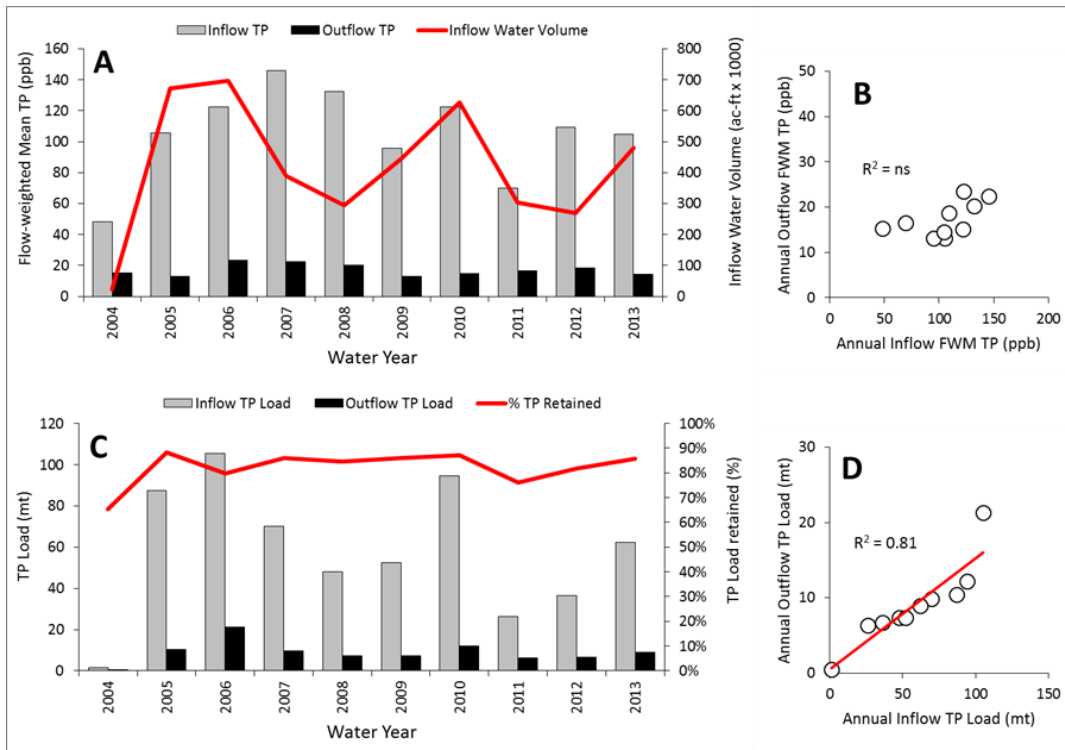 Inflow TP Outflow TP Inflow Water Volume
A
Flow-weighted Mean TP (ppb)
160
140
120
100
80
60
40
20
0
800
700
600
500
400
300
200
100
0
Inflow Water Volume (ac-ft x 1000)
2004 2005 2006 2007 2008 2009 2010 2011 2012 2013
Water Year
B
Annual Outflow FWM TP (ppb)
50
40
30
20
10
0
R² = ns
0 50 100 150 200
Annual Inflow FWM TP (ppb)
Inflow TP Load Outflow TP Load % TP Retained
C
TP Load (mt)
120
100
80
60
40
20
0
100%
90%
80%
70%
60%
50%
40%
30%
20%
10%
0%
TP Load retained (%)
2004 2005 2006 2007 2008 2009 2010 2011 2012 2013
Water Year
D
Annual Outflow TP Load (mt)
30
20
10
0
R² = 0.81
0 50 100 150
Annual Inflow TP Load (mt)